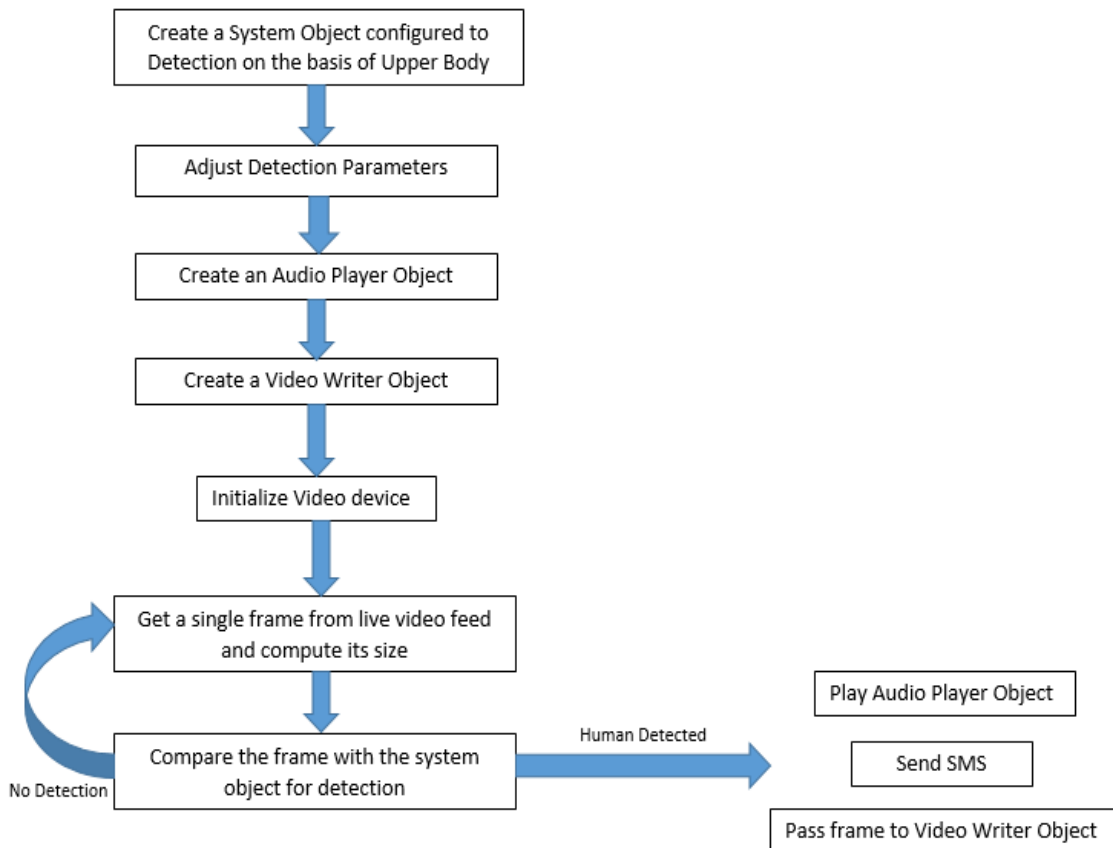 Create a System Object configured to
Detection on the basis of Upper Body
Adjust Detection Parameters
Create an Audio Player Object
Create a Video Writer Object
Initialize Video device
Get a single frame from live video feed
and compute its size
Compare the frame with the system
object for detection
No Detection
Human Detected
Play Audio Player Object
Send SMS
Pass frame to Video Writer Object